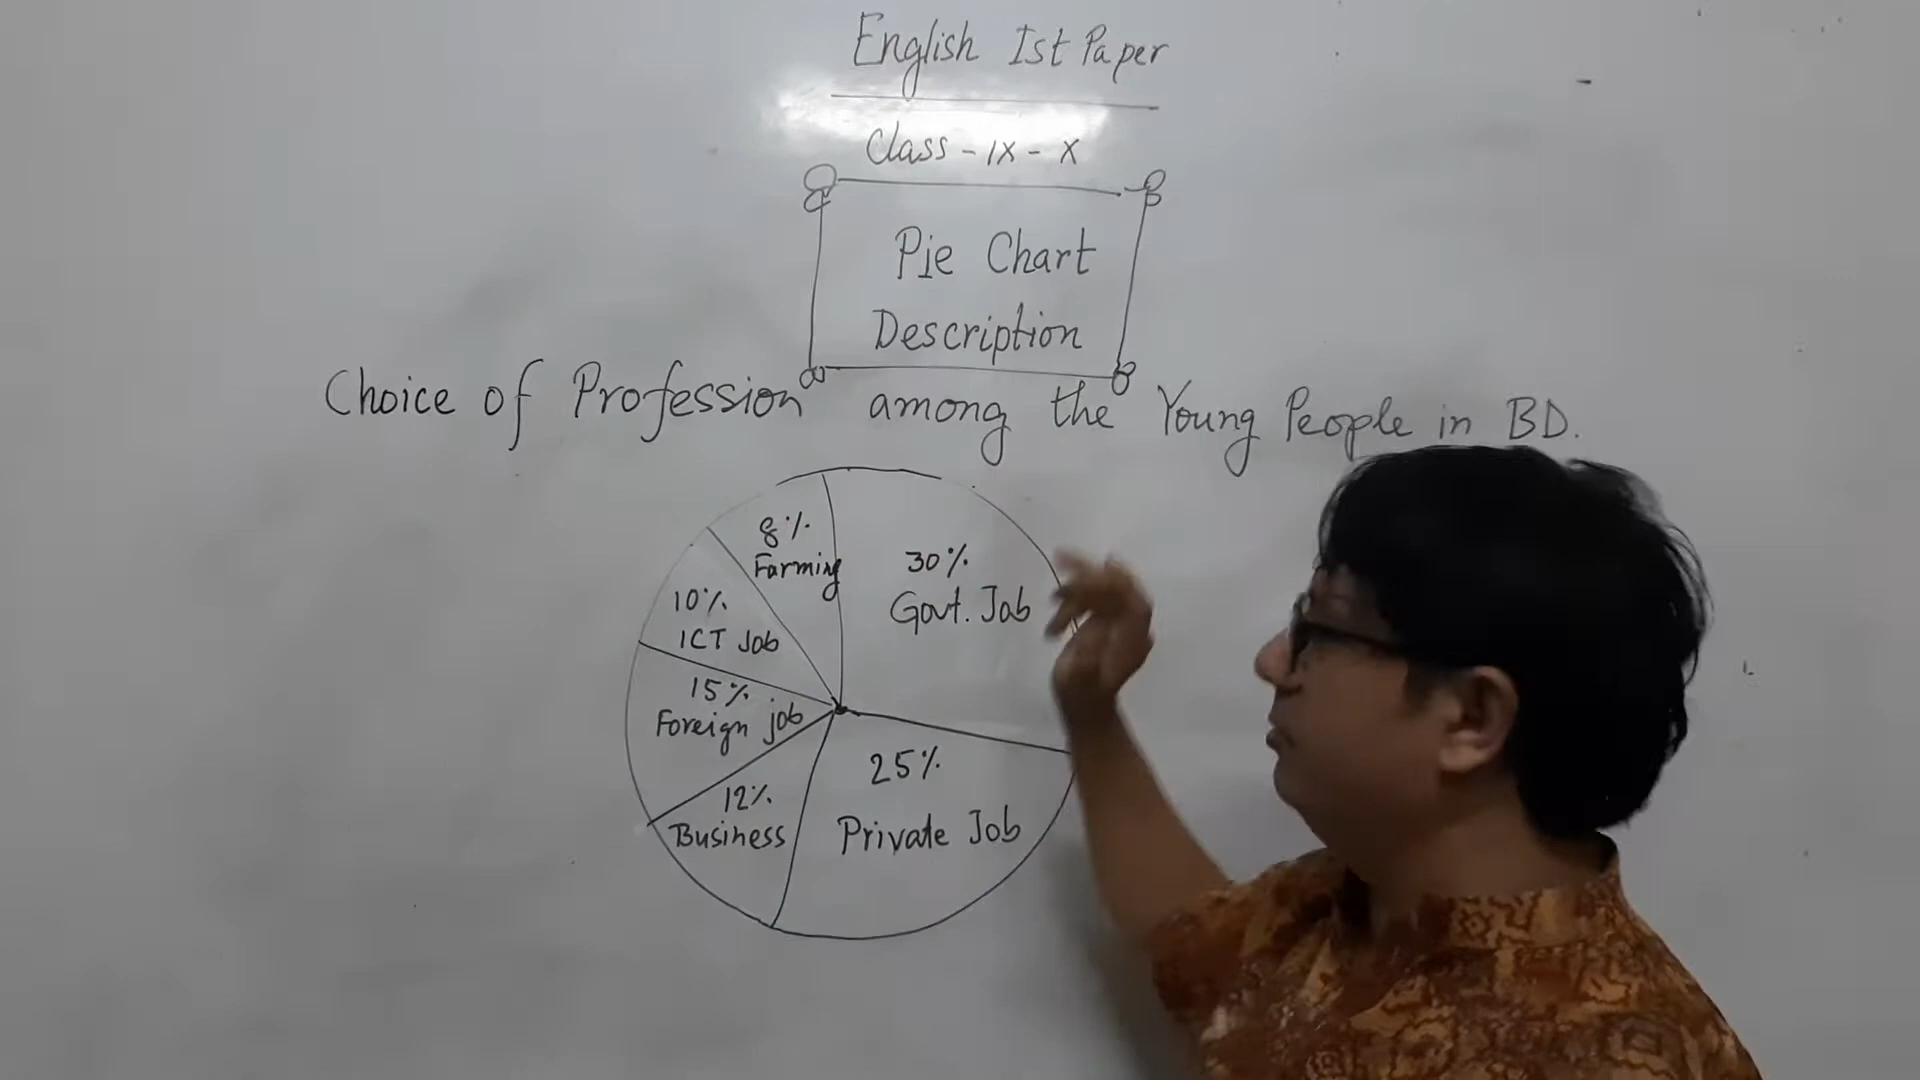 English Ist Paper
Class - IX - X
Pie Chart
Description
Choice of Profession among the Young People in BD.
8%
Farming
30%
Govt. Job
10%
ICT Job
15%
Foreign job
12%
Business
25%
Private Job